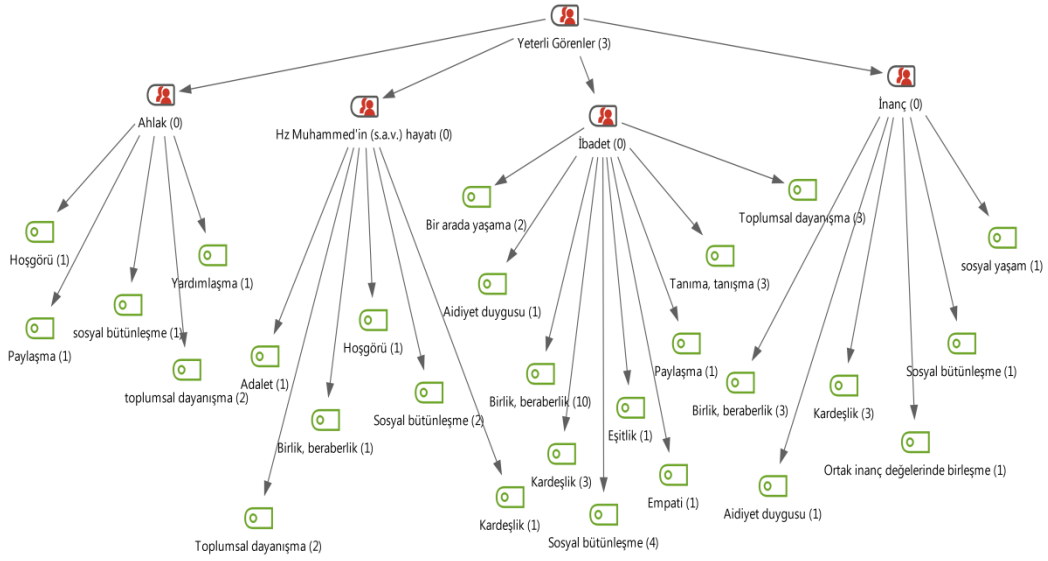 Yeterli Görenler (3)
Ahlak (0)
Hz Muhammed'in (s.a.v.) hayatı (0)
İbadet (0)
İnanç (0)
Hoşgörü (1)
Yardımlaşma (1)
sosyal bütünleşme (1)
Paylaşma (1)
toplumsal dayanışma (2)
Adalet (1)
Hoşgörü (1)
Birlik, beraberlik (1)
Sosyal bütünleşme (2)
Toplumsal dayanışma (2)
Kardeşlik (1)
Bir arada yaşama (2)
Toplumsal dayanışma (3)
Aidiyet duygusu (1)
Tanıma, tanışma (3)
Birlik, beraberlik (10)
Paylaşma (1)
Eşitlik (1)
Kardeşlik (3)
Empati (1)
Sosyal bütünleşme (4)
sosyal yaşam (1)
Sosyal bütünleşme (1)
Birlik, beraberlik (3)
Kardeşlik (3)
Ortak inanç değelerinde birleşme (1)
Aidiyet duygusu (1)